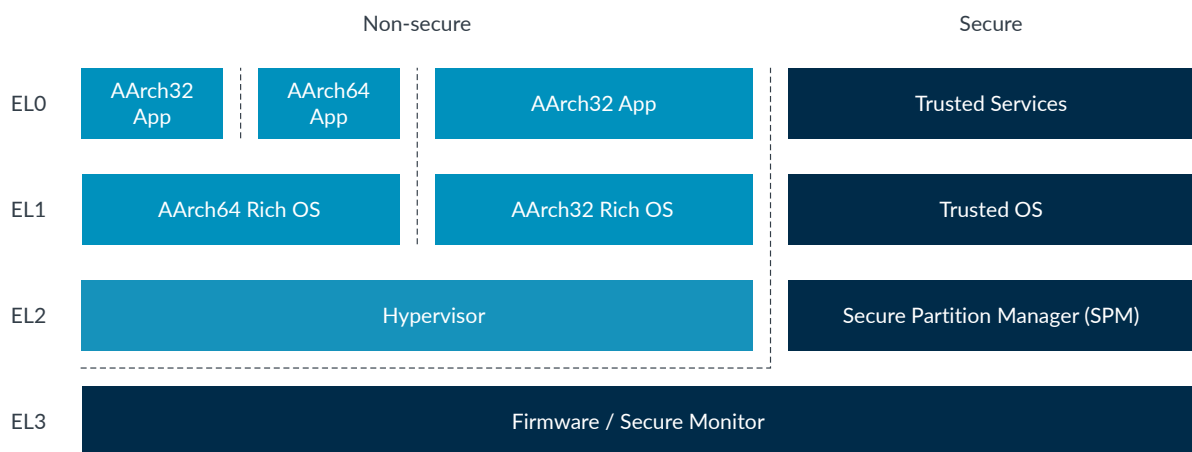 Non-secure
Secure
EL0
AArch32
App
AArch64
App
AArch32 App
Trusted Services
EL1
AArch64 Rich OS
AArch32 Rich OS
Trusted OS
EL2
Hypervisor
Secure Partition Manager (SPM)
EL3
Firmware / Secure Monitor